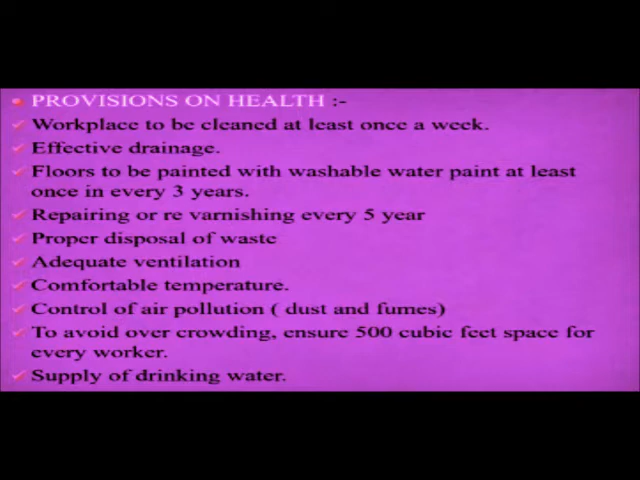 PROVISIONS ON HEALTH :-
Workplace to be cleaned at least once a week.
Effective drainage.
Floors to be painted with washable water paint at least
once in every 3 years.
Repairing or re varnishing every 5 year
Proper disposal of waste
Adequate ventilation
Comfortable temperature.
Control of air pollution ( dust and fumes)
To avoid over crowding, ensure 500 cubic feet space for
every worker.
Supply of drinking water.